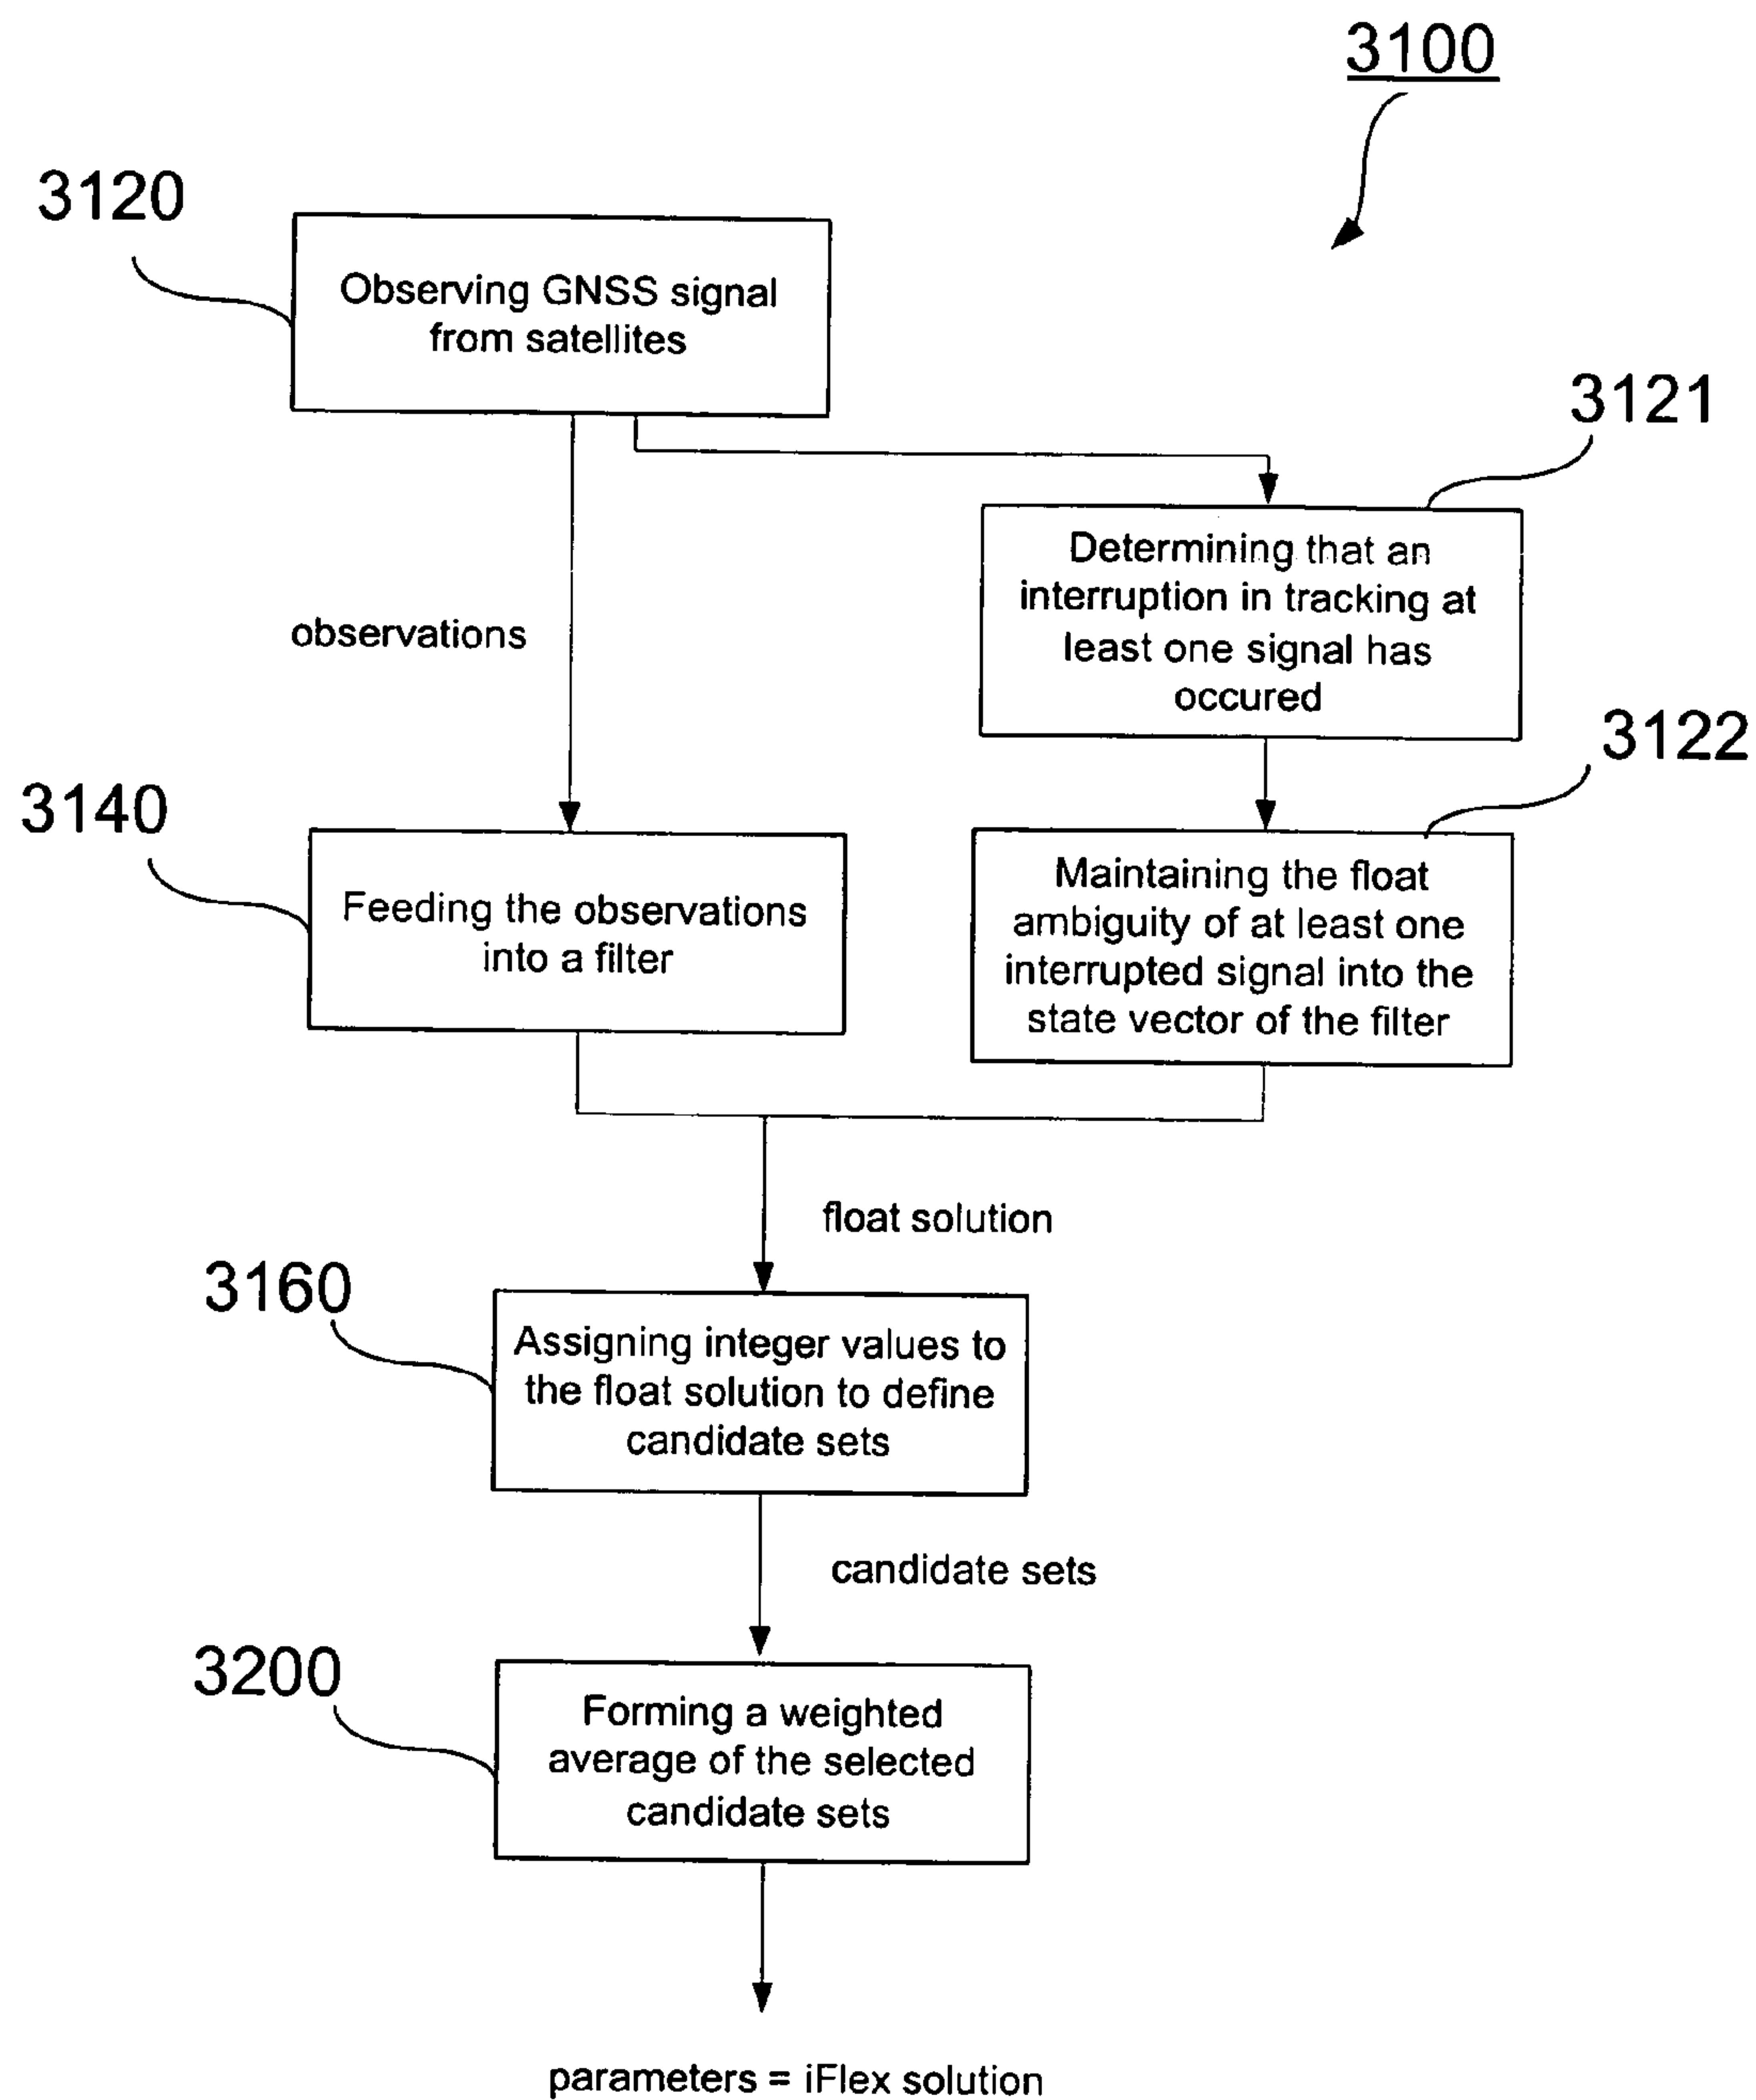 3100
3120
Observing GNSS signal
from satellites
3121
Determining that an
interruption in tracking at
least one signal has
occured
observations
3122
3140
Feeding the observations
into a filter
Maintaining the float
ambiguity of at least one
interrupted signal into the
state vector of the filter
float solution
3160
Assigning integer values to
the float solution to define
candidate sets
candidate sets
3200
Forming a weighted
average of the selected
candidate sets
parameters = iFlex solution